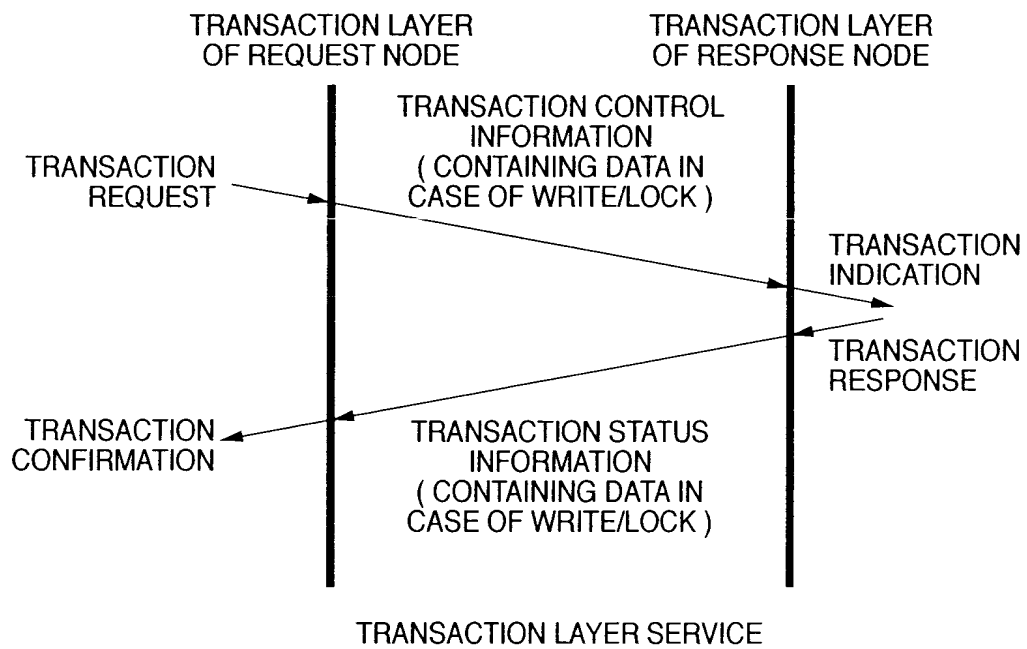 TRANSACTION LAYER
OF REQUEST NODE
TRANSACTION LAYER
OF RESPONSE NODE
TRANSACTION CONTROL
INFORMATION
( CONTAINING DATA IN
CASE OF WRITE/LOCK )
TRANSACTION
REQUEST
TRANSACTION
INDICATION
TRANSACTION
RESPONSE
TRANSACTION
CONFIRMATION
TRANSACTION STATUS
INFORMATION
( CONTAINING DATA IN
CASE OF WRITE/LOCK )
TRANSACTION LAYER SERVICE